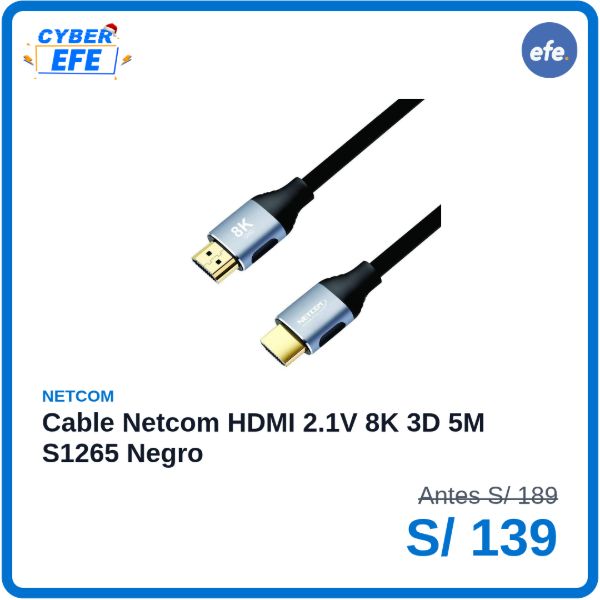 CYBER
EFE
efe.
8K
NETCOM
NETCOM
Cable Netcom HDMI 2.1V 8K 3D 5M
S1265 Negro
Antes S/ 189
S/ 139